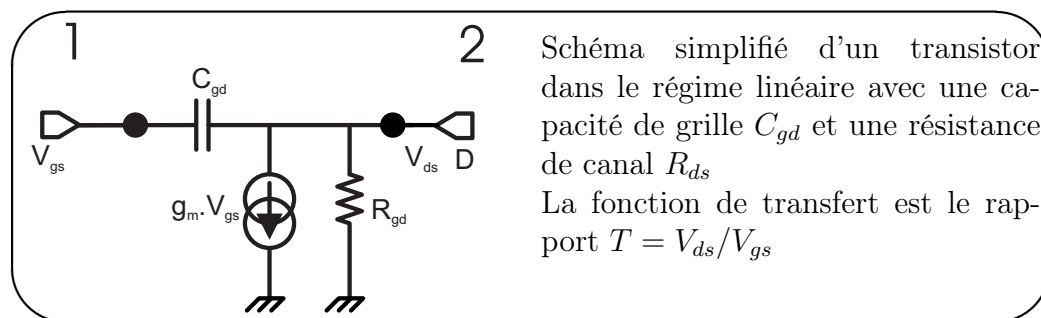 1
2
C_gd
V_gs
V_ds
D
g_m.V_gs
R_gd
Schéma simplifié d'un transistor
dans le régime linéaire avec une ca-
pacité de grille C_gd et une résistance
de canal R_ds
La fonction de transfert est le rap-
port T = V_ds/V_gs